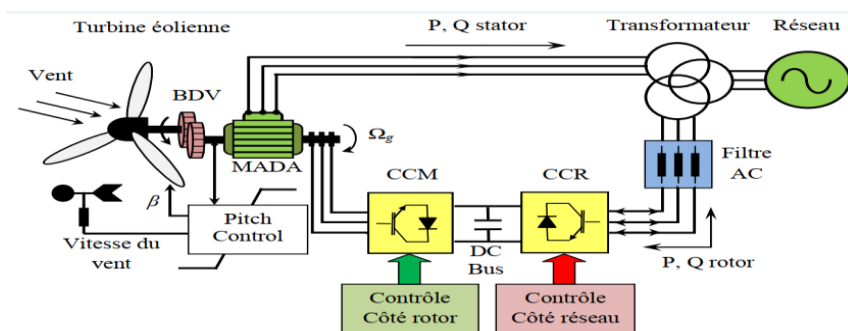 Turbine éolienne
P, Q stator
Transformateur
Réseau
Vent
BDV
MADA
Ωg
CCM
CCR
Filtre
AC
β
Pitch
Control
Vitesse du
vent
DC
Bus
P, Q rotor
Contrôle
Côté rotor
Contrôle
Côté réseau